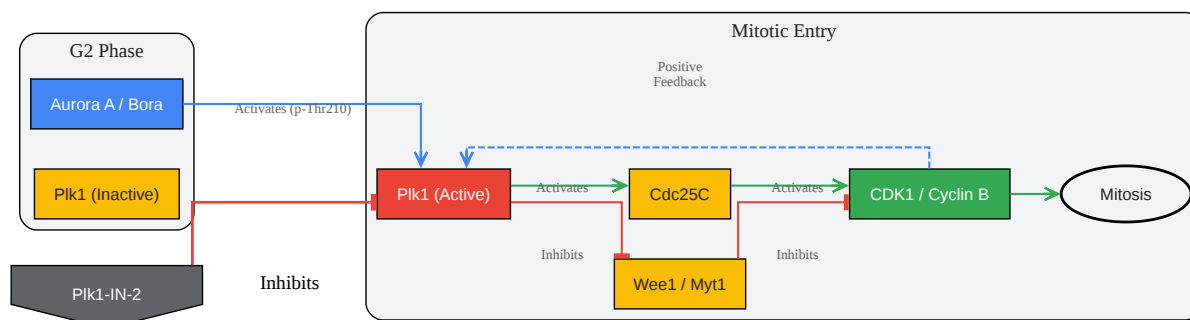 G2 Phase
Mitotic Entry
Positive
Feedback
Aurora A / Bora
Activates (p-Thr210)
Plk1 (Inactive)
Plk1 (Active)
Activates
Cdc25C
Activates
CDK1 / Cyclin B
Mitosis
Inhibits
Inhibits
Wee1 / Myt1
Inhibits
Plk1-IN-2